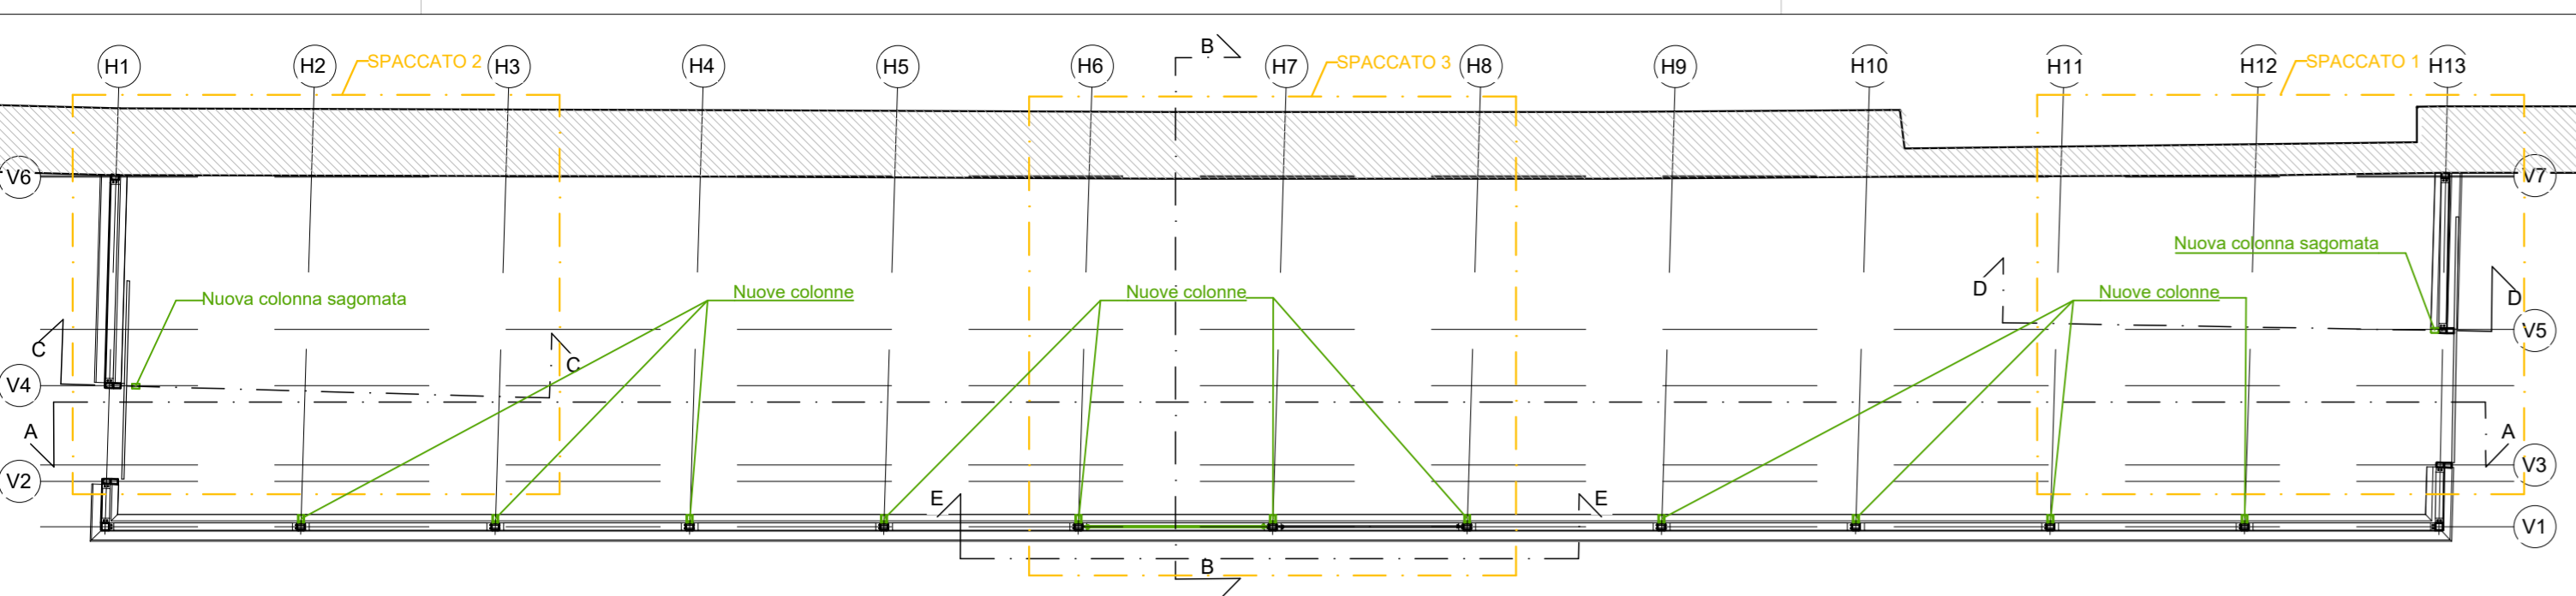 B
SPACCATO 2
SPACCATO 3
SPACCATO 1
H1
H2
H3
H4
H5
H6
H7
H8
H9
H10
H11
H12
H13
V6
V7
Nuova colonna sagomata
D
D
Nuova colonna sagomata
Nuove colonne
Nuove colonne
Nuove colonne
V5
C
C
V4
A
A
V3
V2
E
E
V1
B